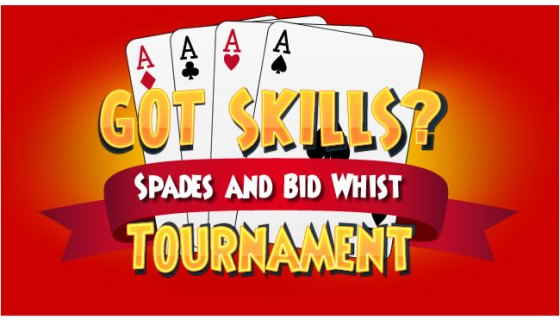 A A A A
GOT SKILLS?
SPADES AND BID WHIST
TOURNAMENT